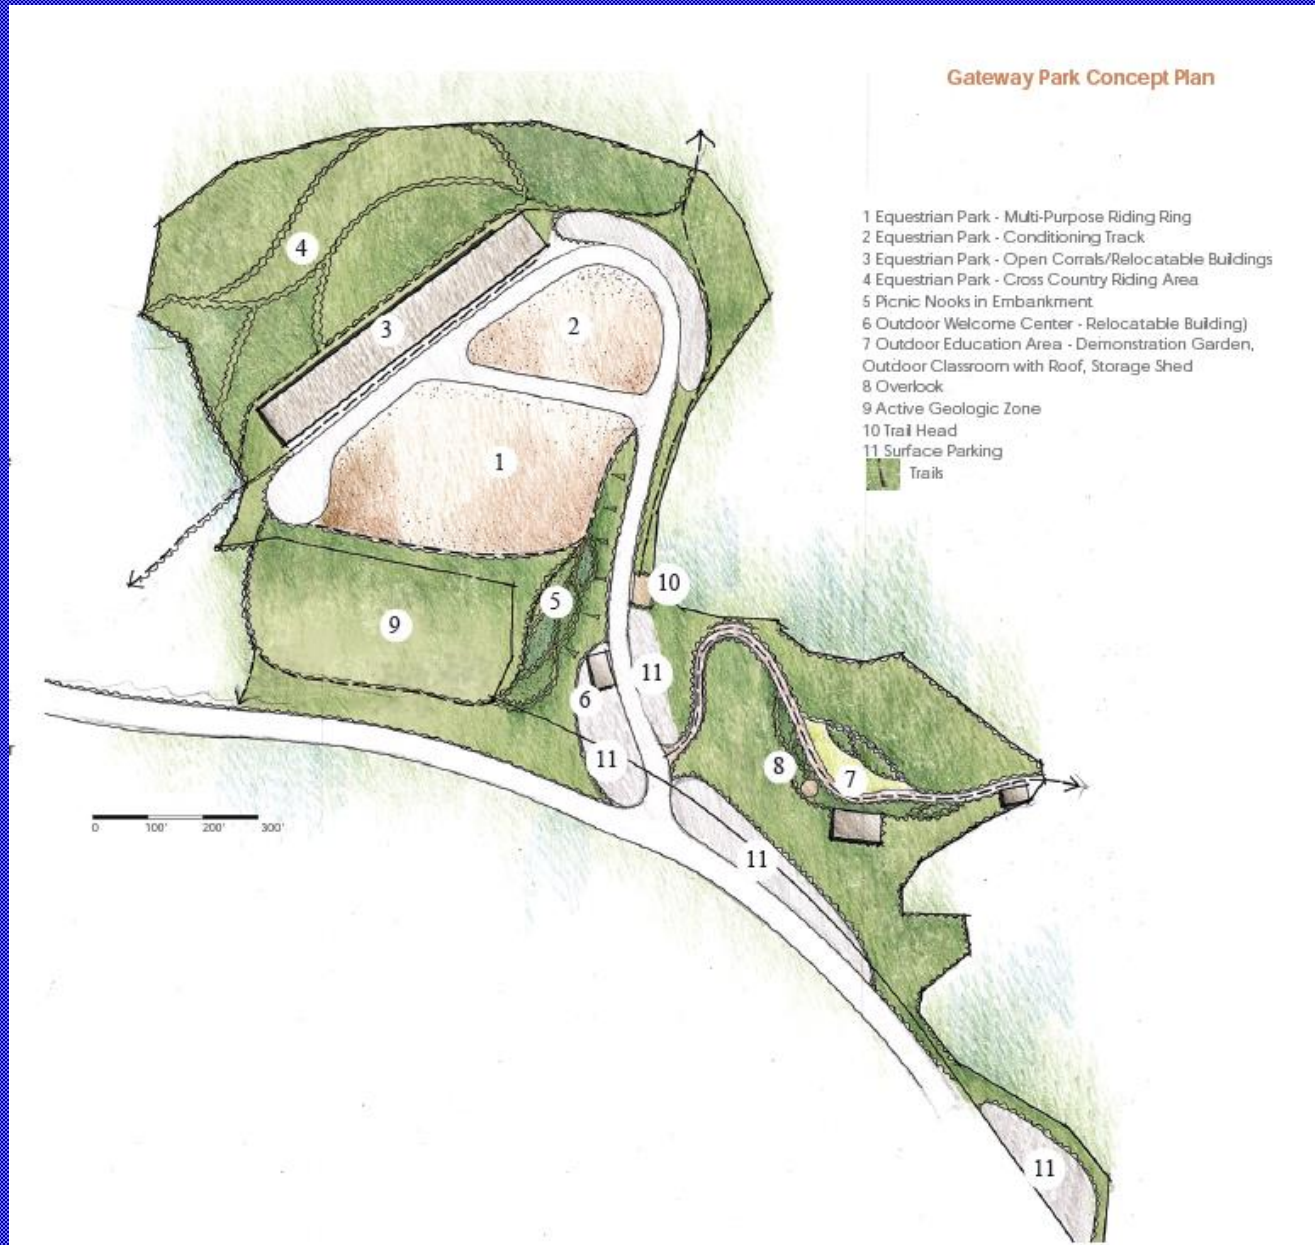 Gateway Park Concept Plan
1 Equestrian Park - Multi-Purpose Riding Ring
2 Equestrian Park - Conditioning Track
3 Equestrian Park - Open Corrals/Relocatable Buildings
4 Equestrian Park - Cross Country Riding Area
5 Picnic Nooks in Embankment
6 Outdoor Welcome Center - Relocatable Building)
7 Outdoor Education Area - Demonstration Garden,
Outdoor Classroom with Roof, Storage Shed
8 Overlook
9 Active Geologic Zone
10 Trail Head
11 Surface Parking
Trails
4
3
2
1
10
5
9
11
6
11
8
7
11
0 100' 200' 300'
11